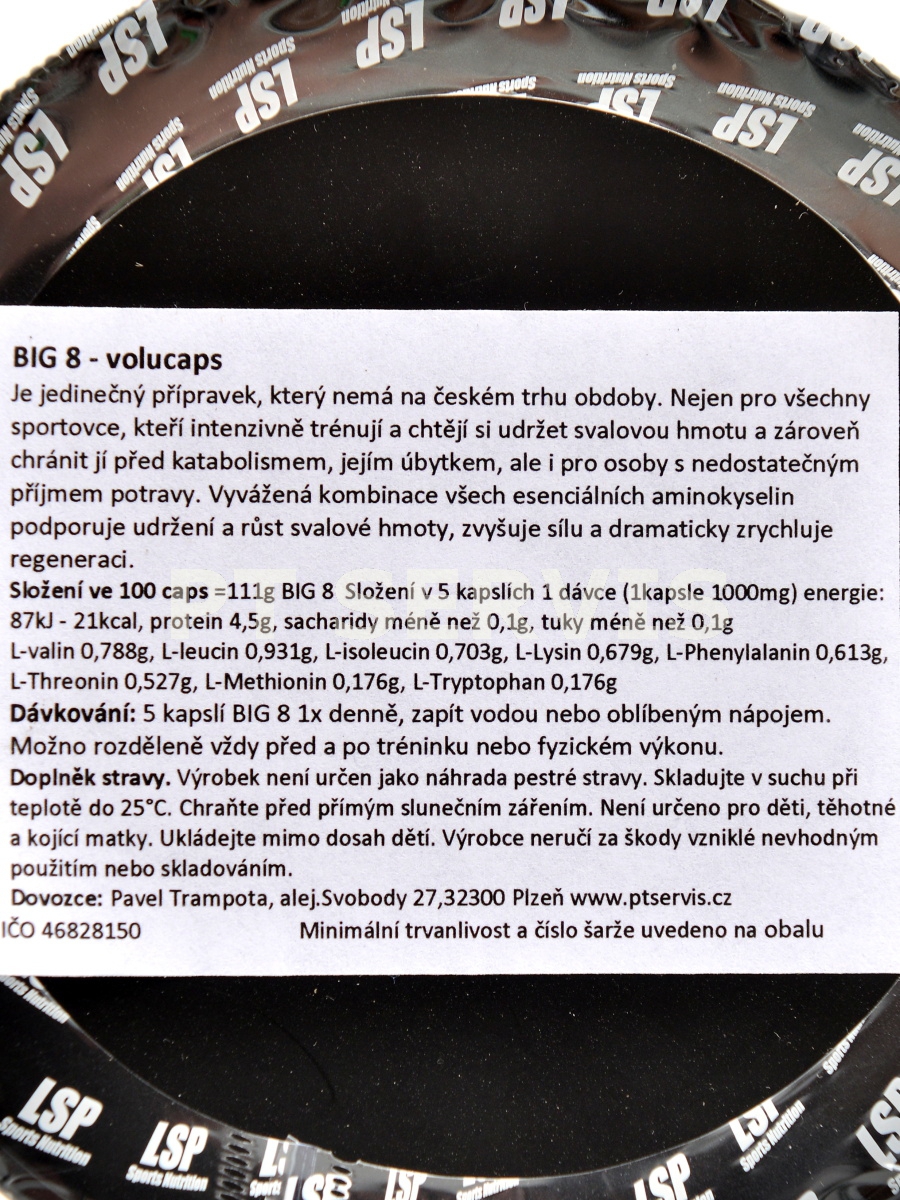 LSP
Sports Nutrition
BIG 8 - volucaps
Je jedinečný přípravek, který nemá na českém trhu obdoby. Nejen pro všechny
sportovce, kteří intenzivně trénují a chtějí si udržet svalovou hmotu a zároveň
chránit jí před katabolismem, jejím úbytkem, ale i pro osoby s nedostatečným
příjmem potravy. Vyvážená kombinace všech esenciálních aminokyselin
podporuje udržení a růst svalové hmoty, zvyšuje sílu a dramaticky zrychluje
regeneraci.
PT SERVIS
Složení ve 100 caps =111g BIG 8 Složení v 5 kapslích 1 dávce (1kapsle 1000mg) energie:
87kJ - 21kcal, protein 4,5g, sacharidy méně než 0,1g, tuky méně než 0,1g
L-valin 0,788g, L-leucin 0,931g, L-isoleucin 0,703g, L-Lysin 0,679g, L-Phenylalanin 0,613g,
L-Threonin 0,527g, L-Methionin 0,176g, L-Tryptophan 0,176g
Dávkování: 5 kapslí BIG 8 1x denně, zapít vodou nebo oblíbeným nápojem.
Možno rozděleně vždy před a po tréninku nebo fyzickém výkonu.
Doplněk stravy. Výrobek není určen jako náhrada pestré stravy. Skladujte v suchu při
teplotě do 25°C. Chraňte před přímým slunečním zářením. Není určeno pro děti, těhotné
a kojící matky. Ukládejte mimo dosah dětí. Výrobce neručí za škody vzniklé nevhodným
použitím nebo skladováním.
Dovozce: Pavel Trampota, alej.Svobody 27,32300 Plzeň www.ptservis.cz
IČO 46828150 Minimální trvanlivost a číslo šarže uvedeno na obalu
LSP
Sports Nutrition
LSP
Sports Nutrition